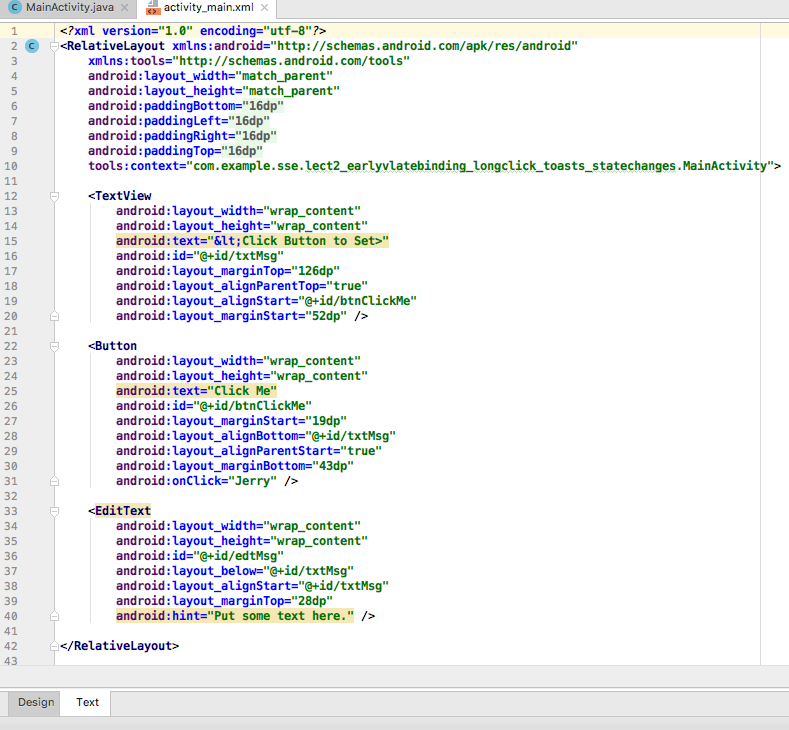 MainActivity.java
activity_main.xml
1 <?xml version="1.0" encoding="utf-8"?>
2 <RelativeLayout xmlns:android="http://schemas.android.com/apk/res/android"
3 xmlns:tools="http://schemas.android.com/tools"
4 android:layout_width="match_parent"
5 android:layout_height="match_parent"
6 android:paddingBottom="16dp"
7 android:paddingLeft="16dp"
8 android:paddingRight="16dp"
9 android:paddingTop="16dp"
10 tools:context="com.example.sse.lect2_earlyvlatebinding_longclick_toasts_statechanges.MainActivity">
11
12 <TextView
13 android:layout_width="wrap_content"
14 android:layout_height="wrap_content"
15 android:text="&lt;Click Button to Set>"
16 android:id="@+id/txtMsg"
17 android:layout_marginTop="126dp"
18 android:layout_alignParentTop="true"
19 android:layout_alignStart="@+id/btnClickMe"
20 android:layout_marginStart="52dp" />
21
22 <Button
23 android:layout_width="wrap_content"
24 android:layout_height="wrap_content"
25 android:text="Click Me"
26 android:id="@+id/btnClickMe"
27 android:layout_marginStart="19dp"
28 android:layout_alignBottom="@+id/txtMsg"
29 android:layout_alignParentStart="true"
30 android:layout_marginBottom="43dp"
31 android:onClick="Jerry" />
32
33 <EditText
34 android:layout_width="wrap_content"
35 android:layout_height="wrap_content"
36 android:id="@+id/edtMsg"
37 android:layout_below="@+id/txtMsg"
38 android:layout_alignStart="@+id/txtMsg"
39 android:layout_marginTop="28dp"
40 android:hint="Put some text here." />
41
42 </RelativeLayout>
43
Design Text